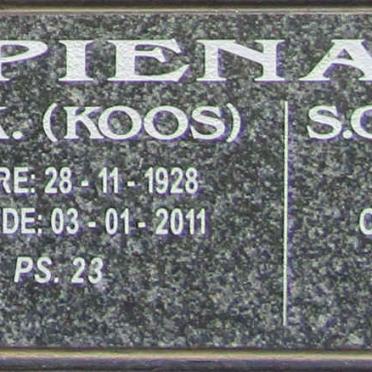 PIENA
K. (KOOS)
RE: 28 - 11 - 1928
DE: 03 - 01 - 2011
PS. 23
S.C